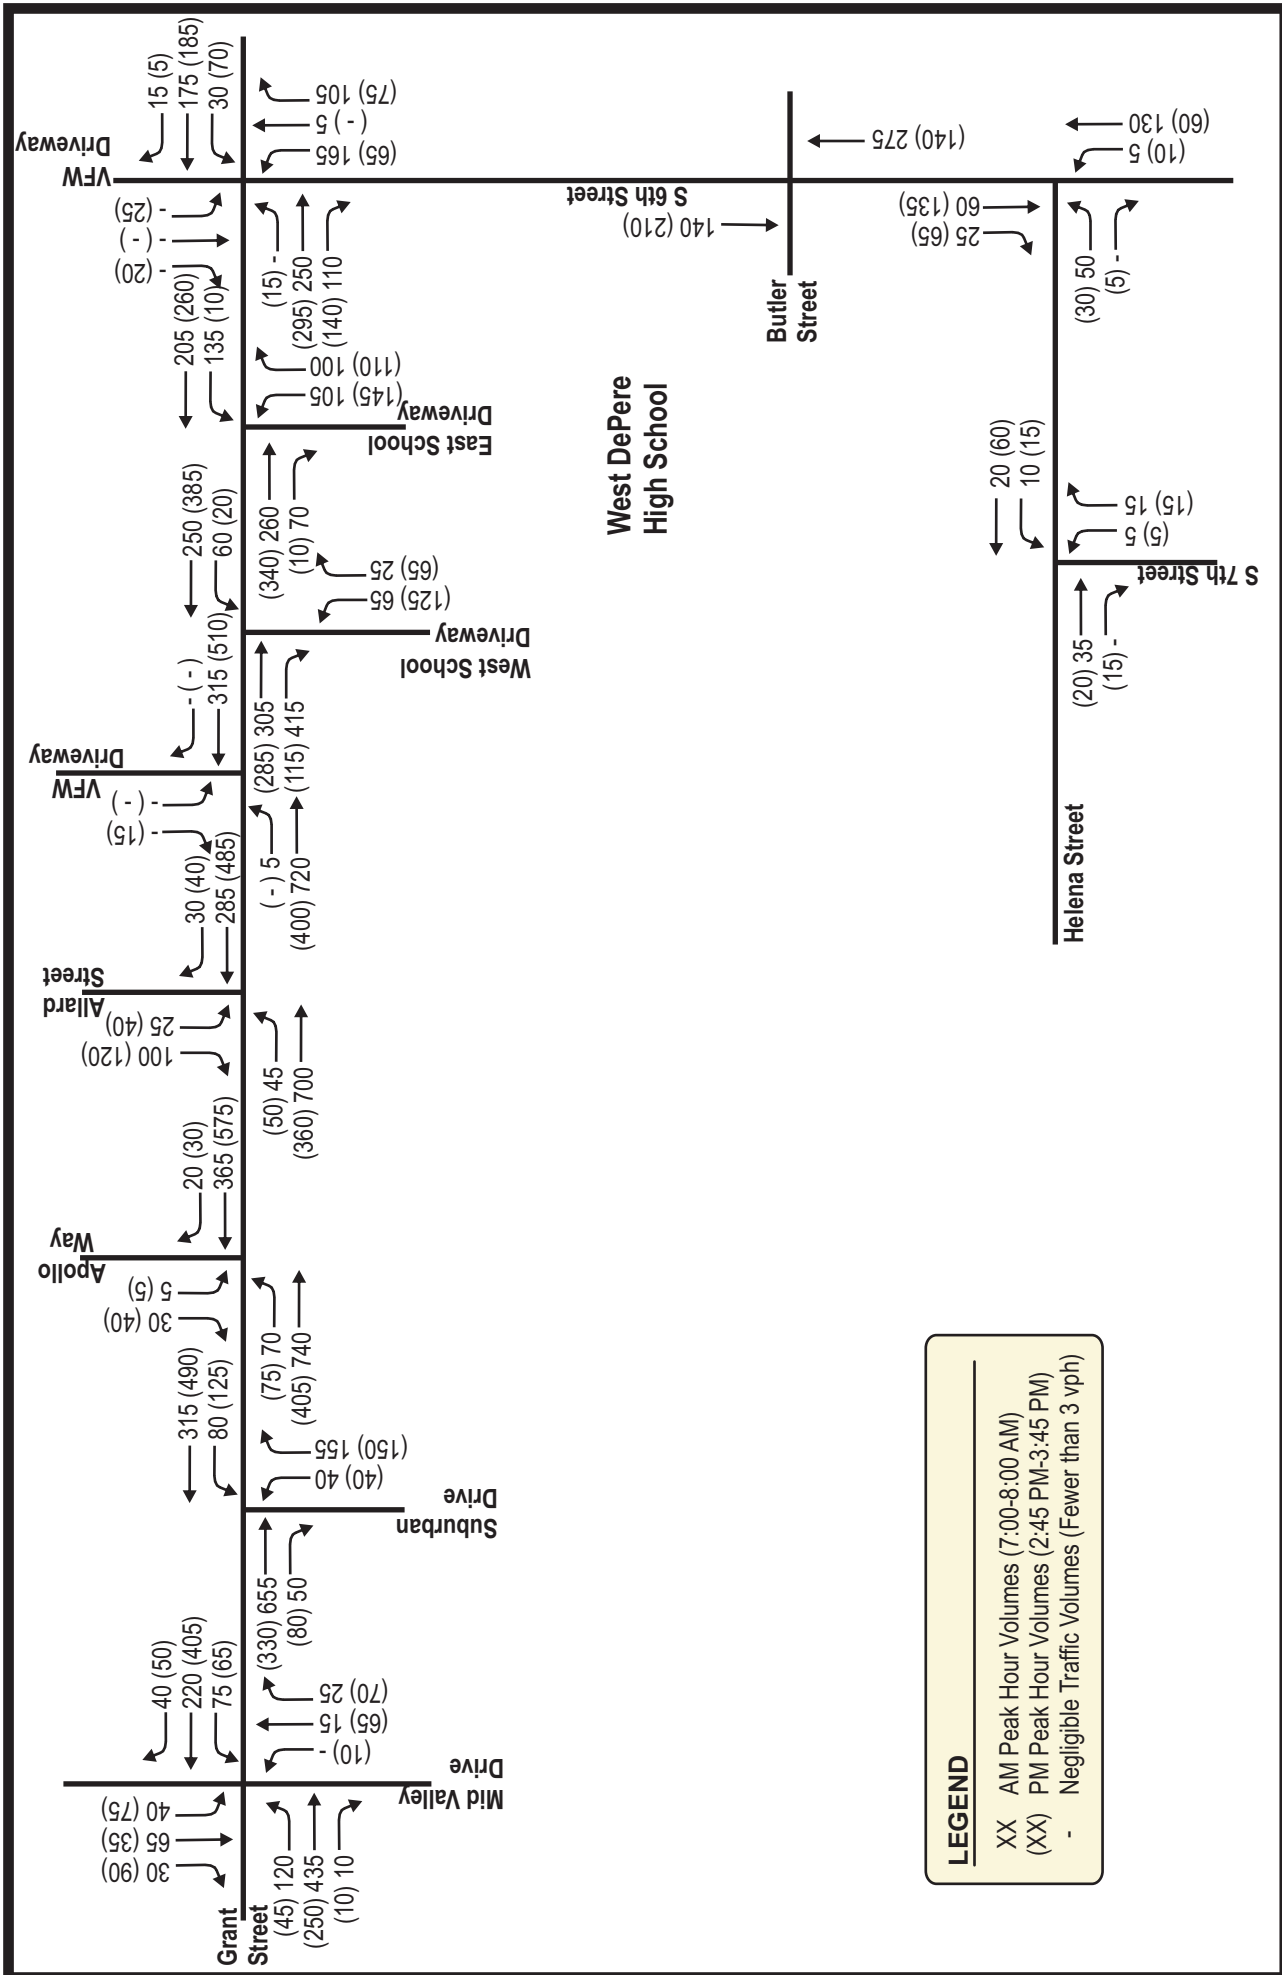 VFW
Driveway
15 (5)
175 (185)
30 (70)
(75) 105
( - ) 5
(65) 165
- (25)
- ( - )
- (20)
(15) -
(295) 250
(140) 110
205 (260)
135 (10)
(110) 100
(145) 105
East School
Driveway
(340) 260
(10) 70
250 (385)
60 (20)
(65) 25
(125) 65
West School
Driveway
(285) 305
(115) 415
- ( - )
315 (510)
VFW
Driveway
- ( - )
- (15)
( - ) 5
(400) 720
30 (40)
285 (485)
Allard
Street
25 (40)
100 (120)
(50) 45
(360) 700
20 (30)
365 (575)
Apollo
Way
5 (5)
30 (40)
(75) 70
(405) 740
315 (490)
80 (125)
(150) 155
(40) 40
Suburban
Drive
(330) 655
(80) 50
40 (50)
220 (405)
75 (65)
(70) 25
(65) 15
(10) -
Mid Valley
Drive
40 (75)
65 (35)
30 (90)
(45) 120
(250) 435
(10) 10
Grant
Street
S 6th Street
Butler
Street
(140) 275
140 (210)
West DePere
High School
(60) 130
(10) 5
60 (135)
25 (65)
(30) 50
(5) -
20 (60)
10 (15)
(15) 15
(5) 5
S 7th Street
(20) 35
(15) -
Helena Street
LEGEND
XX AM Peak Hour Volumes (7:00-8:00 AM)
(XX) PM Peak Hour Volumes (2:45 PM-3:45 PM)
- Negligible Traffic Volumes (Fewer than 3 vph)